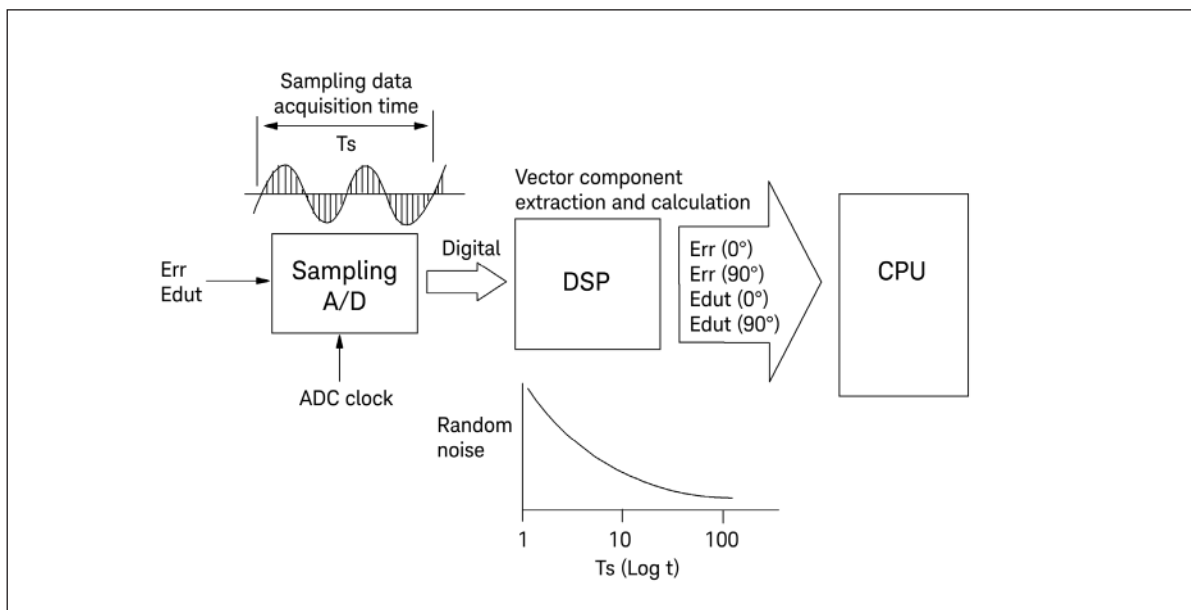 Sampling data
acquisition time
Ts
Vector component
extraction and calculation
Err
Edut
Sampling
A/D
Digital
DSP
Err (0°)
Err (90°)
Edut (0°)
Edut (90°)
CPU
ADC clock
Random
noise
1
10
100
Ts (Log t)